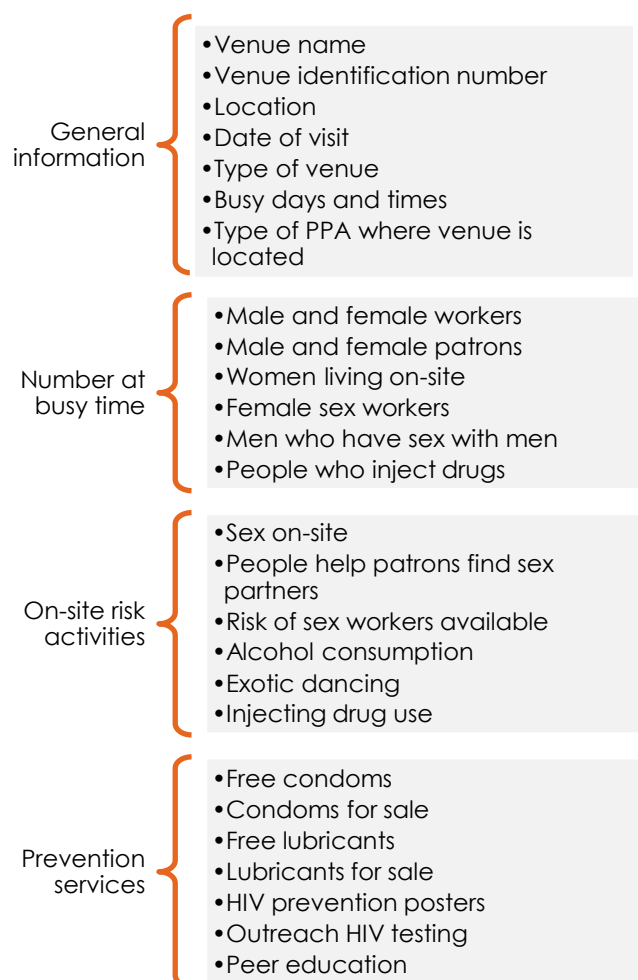 General
information
•Venue name
•Venue identification number
•Location
•Date of visit
•Type of venue
•Busy days and times
•Type of PPA where venue is
located
Number at
busy time
•Male and female workers
•Male and female patrons
•Women living on-site
•Female sex workers
•Men who have sex with men
•People who inject drugs
On-site risk
activities
•Sex on-site
•People help patrons find sex
partners
•Risk of sex workers available
•Alcohol consumption
•Exotic dancing
•Injecting drug use
Prevention
services
•Free condoms
•Condoms for sale
•Free lubricants
•Lubricants for sale
•HIV prevention posters
•Outreach HIV testing
•Peer education